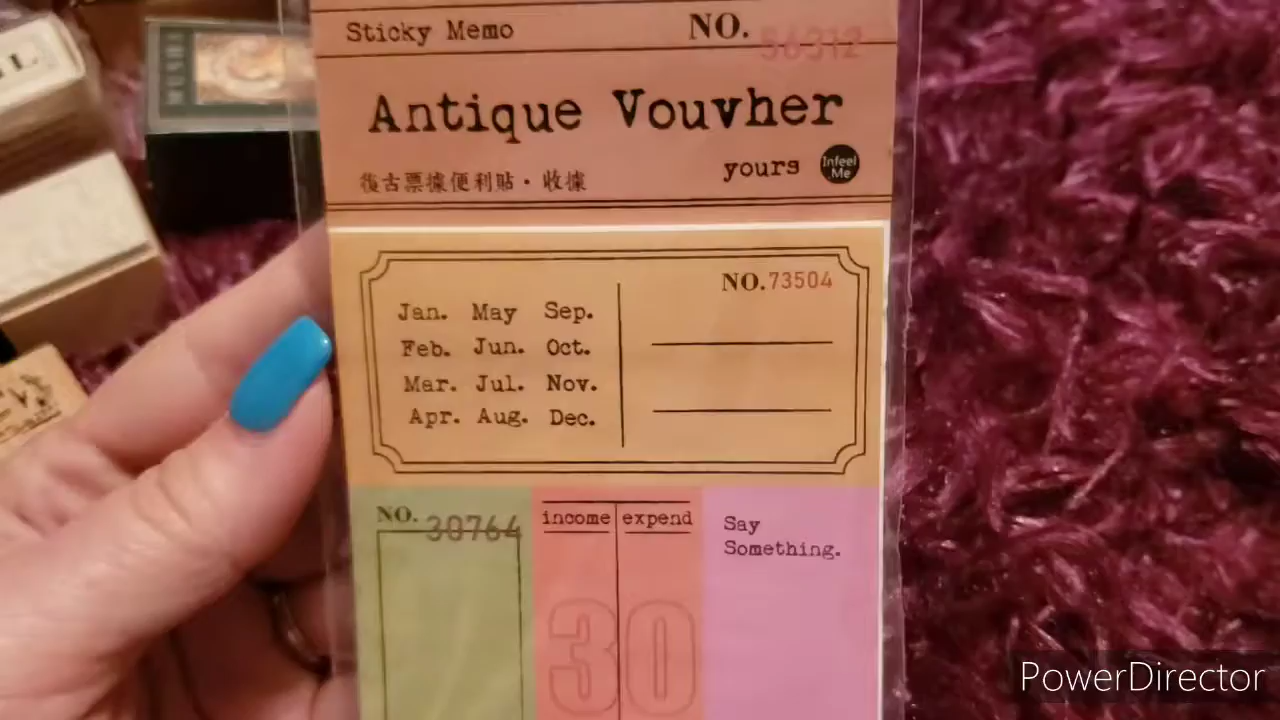 Sticky Memo NO. 56312
Antique Vouvher
復古票據便利貼・收據 yours Infeel.Me
NO.73504
Jan. May Sep.
Feb. Jun. Oct.
Mar. Jul. Nov.
Apr. Aug. Dec.
NO. 30764
income expend
30
Say
Something.
PowerDirector